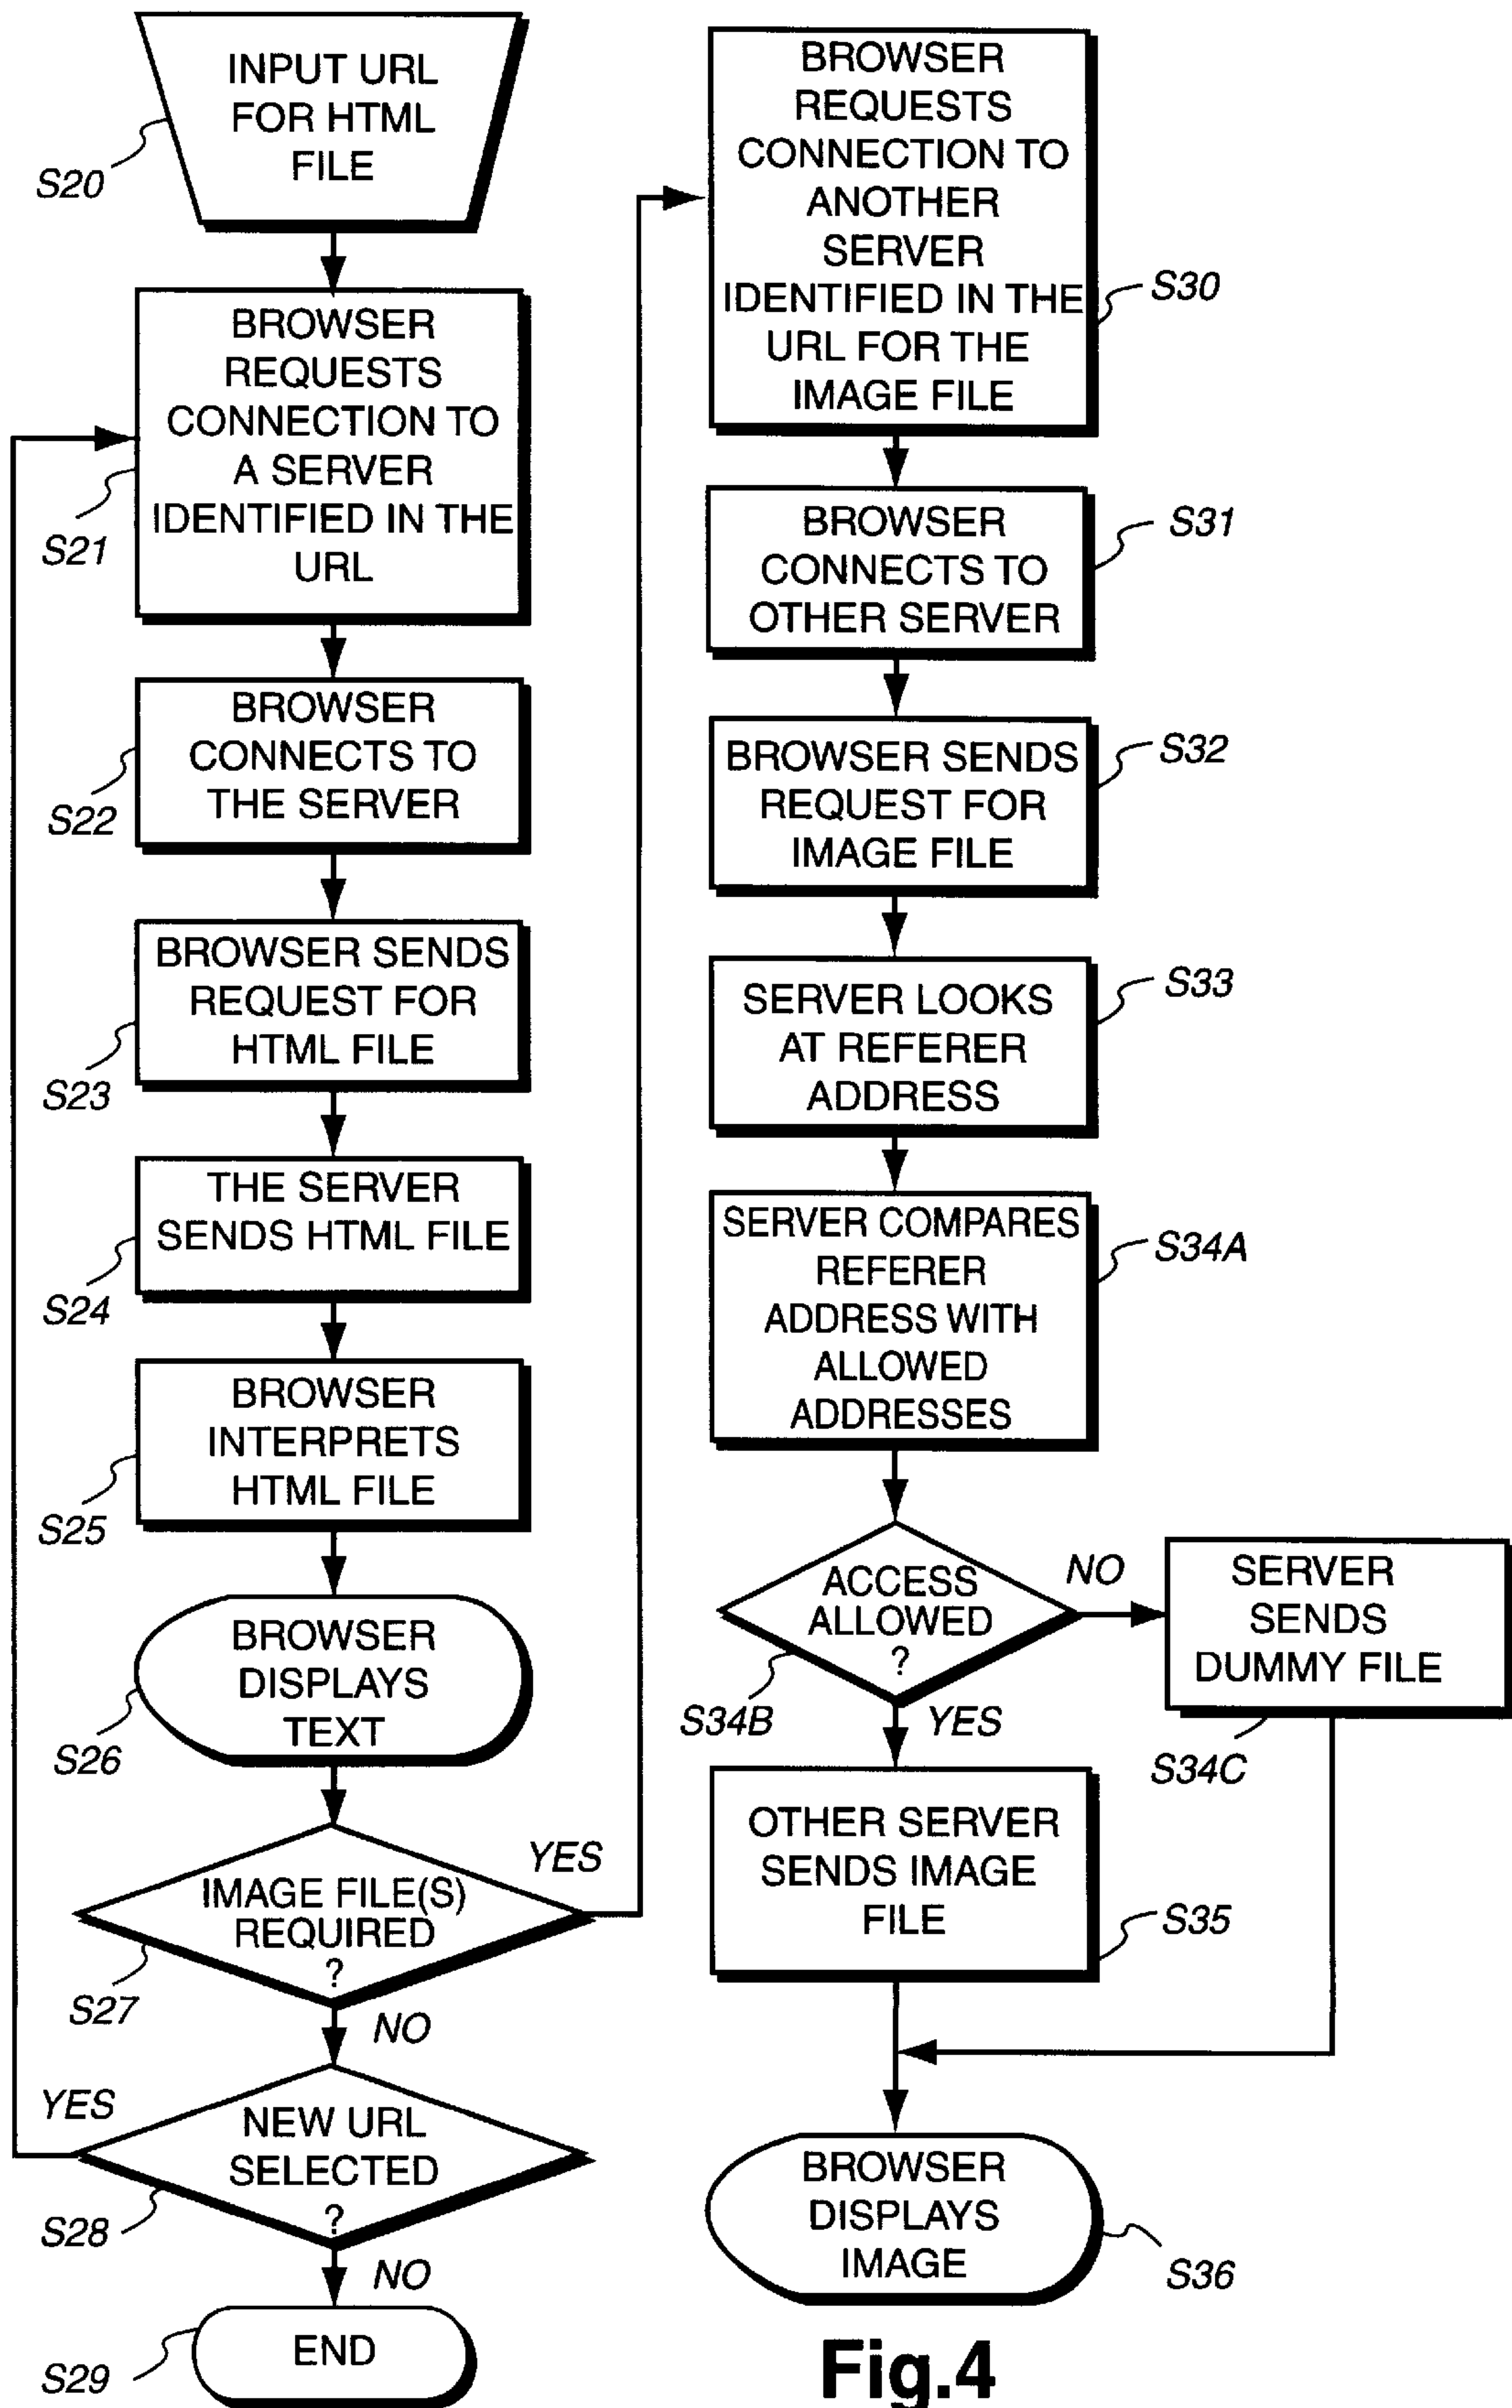 INPUT URL
FOR HTML
FILE
S20
BROWSER
REQUESTS
CONNECTION TO
A SERVER
IDENTIFIED IN THE
URL
S21
BROWSER
CONNECTS TO
THE SERVER
S22
BROWSER SENDS
REQUEST FOR
HTML FILE
S23
THE SERVER
SENDS HTML FILE
S24
BROWSER
INTERPRETS
HTML FILE
S25
BROWSER
DISPLAYS
TEXT
S26
IMAGE FILE(S)
REQUIRED
?
S27
YES
NO
NEW URL
SELECTED
?
S28
YES
NO
END
S29
BROWSER
REQUESTS
CONNECTION TO
ANOTHER
SERVER
IDENTIFIED IN THE
URL FOR THE
IMAGE FILE
S30
BROWSER
CONNECTS TO
OTHER SERVER
S31
BROWSER SENDS
REQUEST FOR
IMAGE FILE
S32
SERVER LOOKS
AT REFERER
ADDRESS
S33
SERVER COMPARES
REFERER
ADDRESS WITH
ALLOWED
ADDRESSES
S34A
ACCESS
ALLOWED
?
S34B
NO
YES
SERVER
SENDS
DUMMY FILE
S34C
OTHER SERVER
SENDS IMAGE
FILE
S35
BROWSER
DISPLAYS
IMAGE
S36
Fig.4